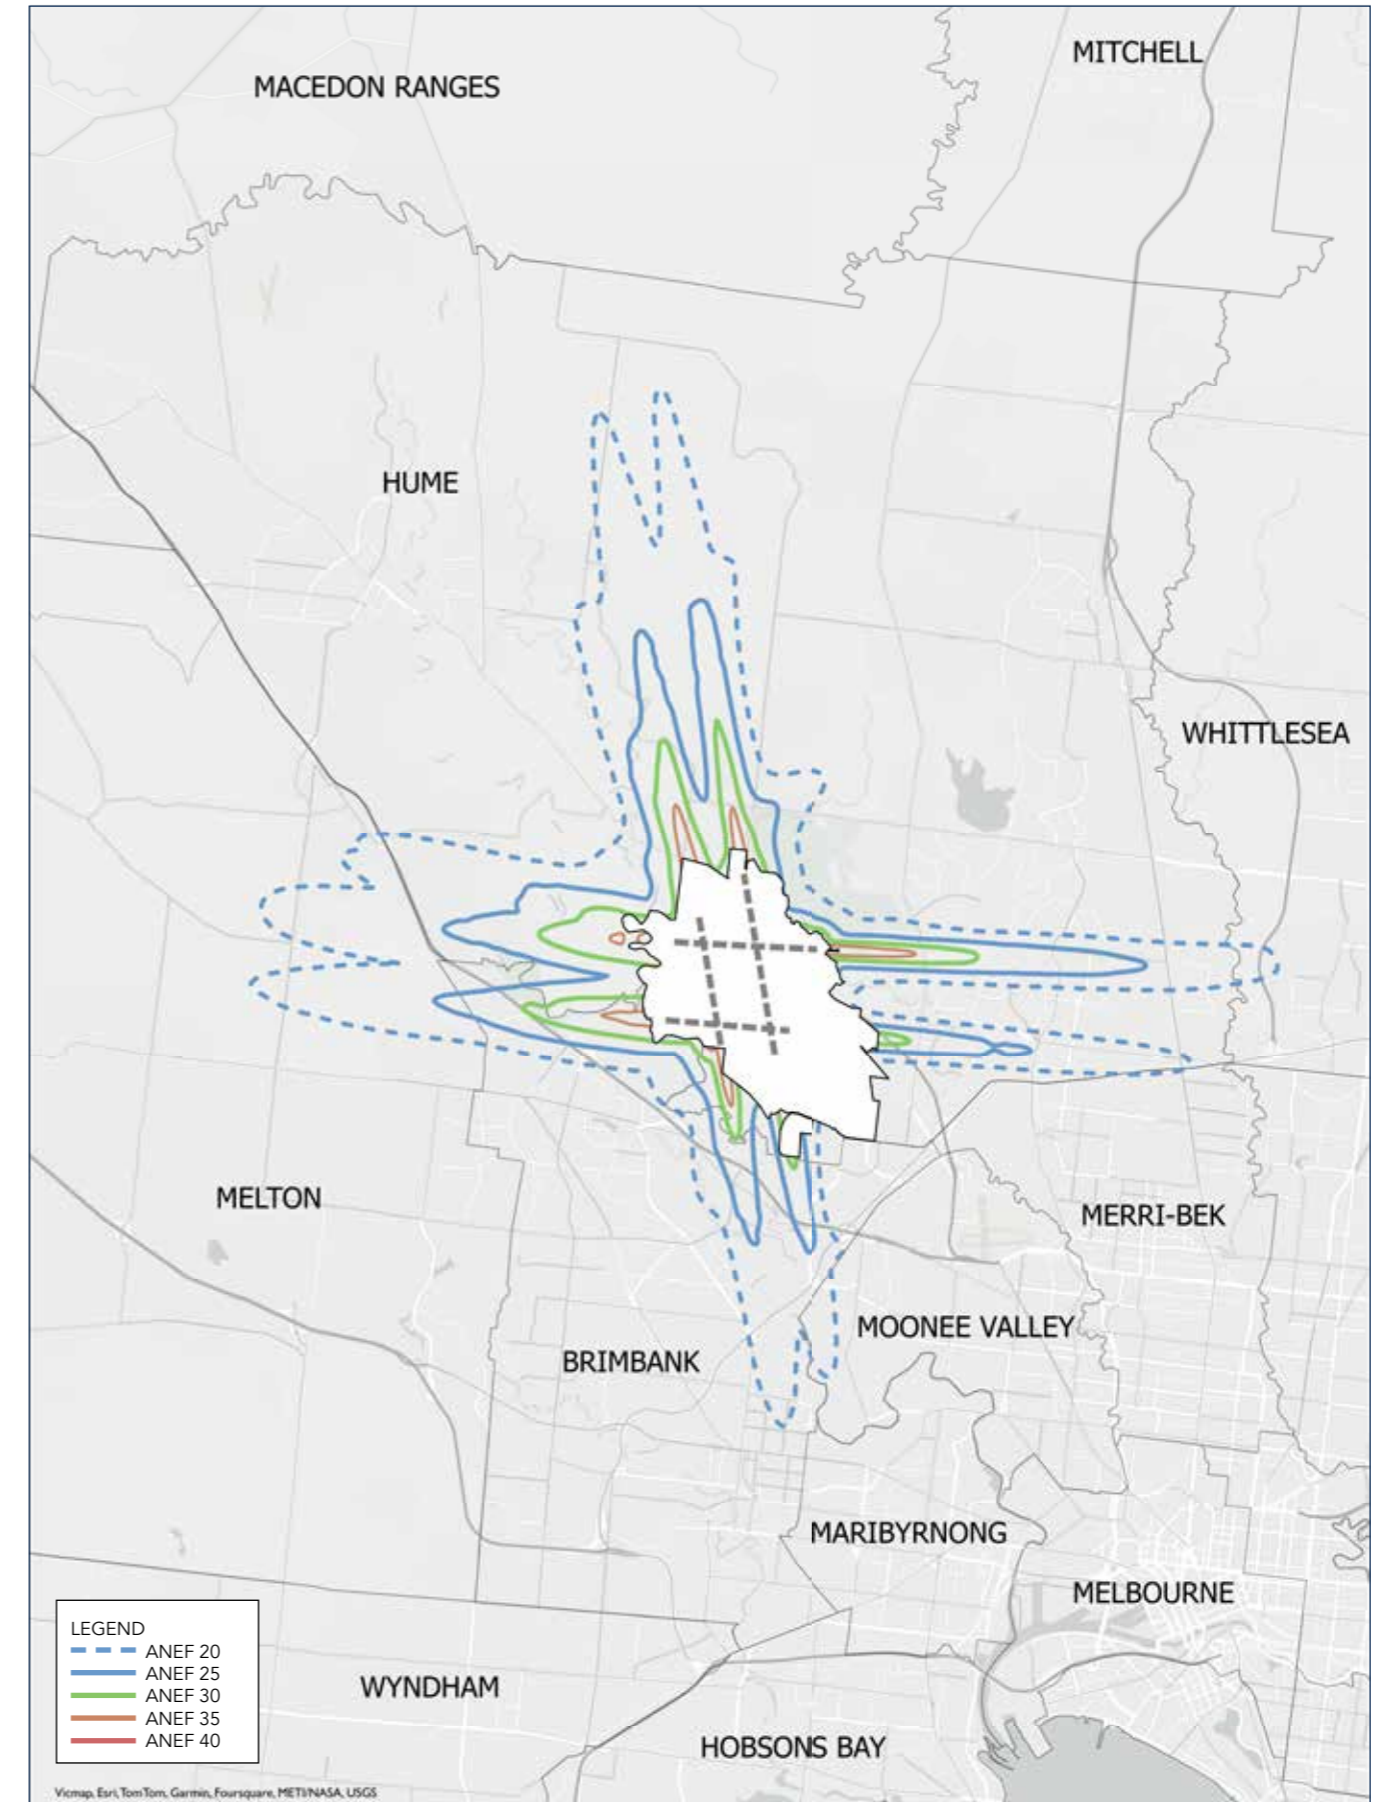 MITCHELL
MACEDON RANGES
HUME
WHITTLESEA
MELTON
MERRI-BEK
MOONEE VALLEY
BRIMBANK
MARIBYRNONG
MELBOURNE
WYNDHAM
HOBSONS BAY
LEGEND
ANEF 20
ANEF 25
ANEF 30
ANEF 35
ANEF 40
Vicmap, Esri, TomTom, Garmin, Foursquare, METI/NASA, USGS